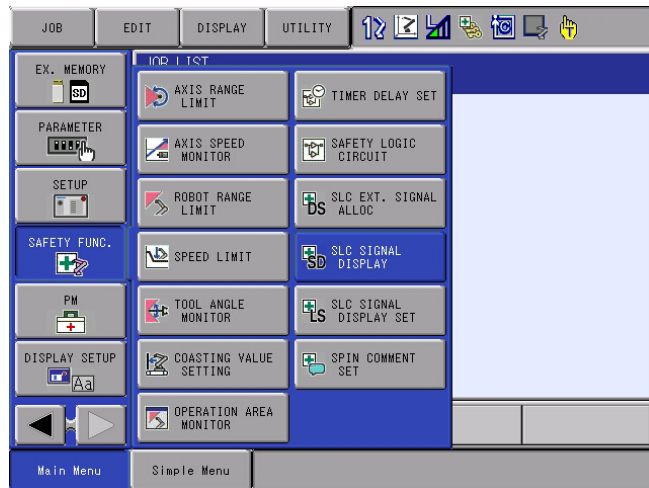 JOB
EDIT
DISPLAY
UTILITY
JOB LIST
EX. MEMORY
SD
PARAMETER
SETUP
SAFETY FUNC.
PM
DISPLAY SETUP
Aa
AXIS RANGE
LIMIT
AXIS SPEED
MONITOR
ROBOT RANGE
LIMIT
SPEED LIMIT
TOOL ANGLE
MONITOR
COASTING VALUE
SETTING
OPERATION AREA
MONITOR
TIMER DELAY SET
SAFETY LOGIC
CIRCUIT
DS
SLC EXT. SIGNAL
ALLOC
SD
SLC SIGNAL
DISPLAY
LS
SLC SIGNAL
DISPLAY SET
SPIN COMMENT
SET
Main Menu
Simple Menu